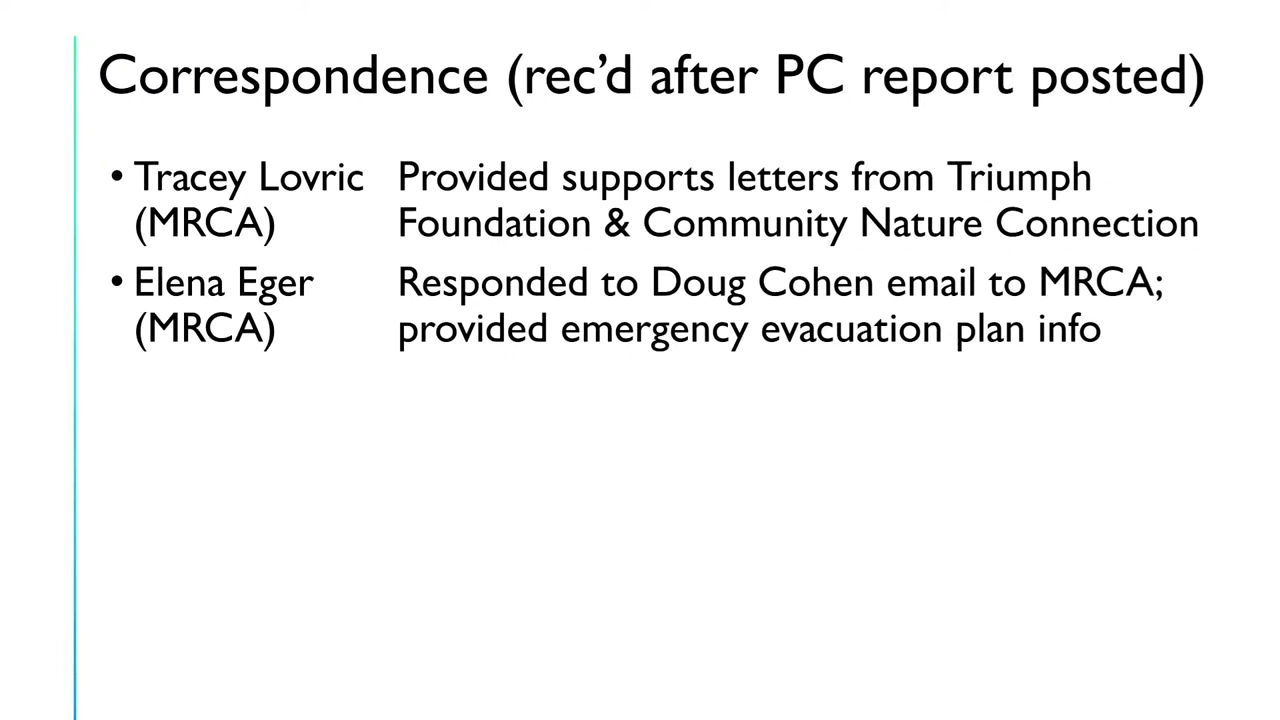 Correspondence (rec’d after PC report posted)
• Tracey Lovric Provided supports letters from Triumph
(MRCA) Foundation & Community Nature Connection
• Elena Eger Responded to Doug Cohen email to MRCA;
(MRCA) provided emergency evacuation plan info